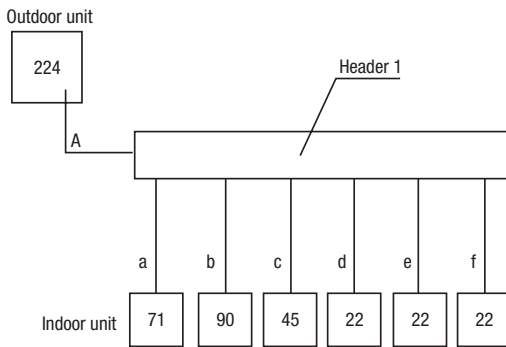 Outdoor unit
224
Header 1
A
a b c d e f
Indoor unit 71 90 45 22 22 22